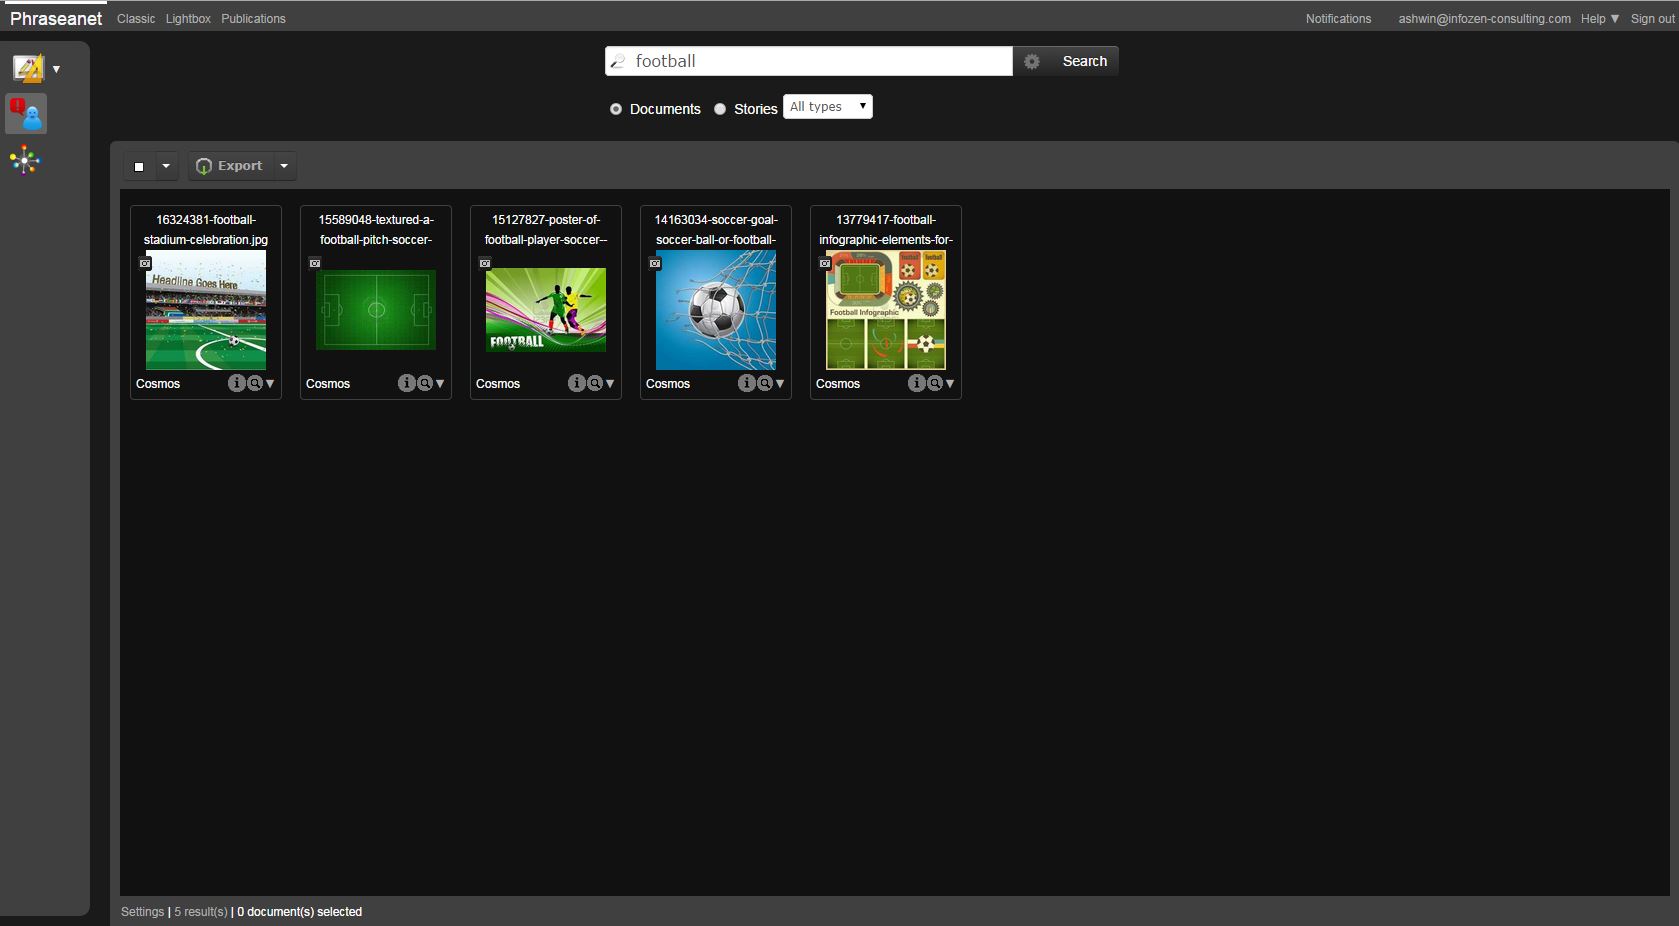 Phraseanet Classic Lightbox Publications Notifications ashwin@infozen-consulting.com Help ▼ Sign out
football Search
Documents Stories All types
Export
16324381-football-
stadium-celebration.jpg
Headline Goes Here
Cosmos
15589048-textured-a-
football-pitch-soccer-
Cosmos
15127827-poster-of-
football-player-soccer--
FOOTBALL
Cosmos
14163034-soccer-goal-
soccer-ball-or-football-
Cosmos
13779417-football-
infographic-elements-for-
football football
Football Infographic
Cosmos
Settings | 5 result(s) | 0 document(s) selected